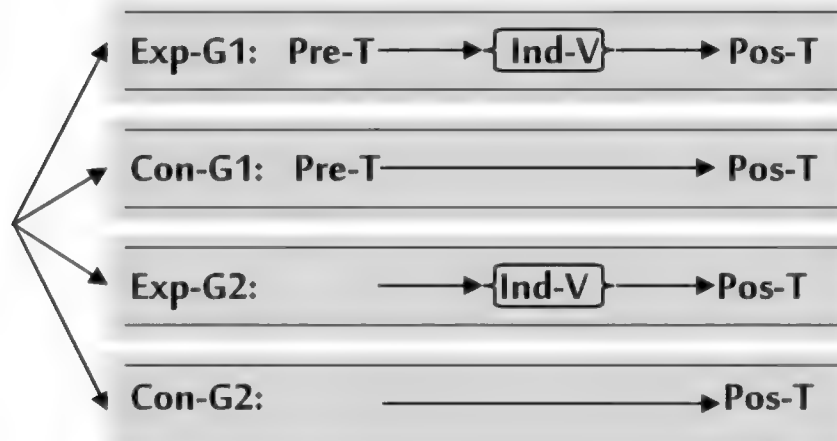 Exp-G1: Pre-T Ind-V Pos-T
Con-G1: Pre-T Pos-T
Exp-G2: Ind-V Pos-T
Con-G2: Pos-T